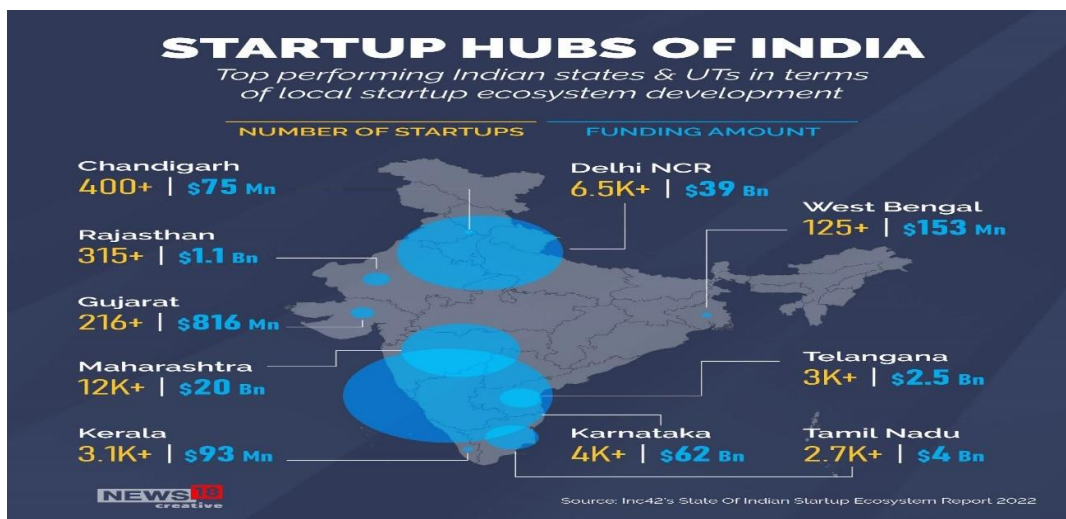 STARTUP HUBS OF INDIA
Top performing Indian states & UTs in terms
of local startup ecosystem development
NUMBER OF STARTUPS
FUNDING AMOUNT
Chandigarh
400+ | $75 Mn
Delhi NCR
6.5K+ | $39 Bn
West Bengal
125+ | $153 Mn
Rajasthan
315+ | $1.1 Bn
Gujarat
216+ | $816 Mn
Maharashtra
12K+ | $20 Bn
Telangana
3K+ | $2.5 Bn
Kerala
3.1K+ | $93 Mn
Karnataka
4K+ | $62 Bn
Tamil Nadu
2.7K+ | $4 Bn
NEWS18
creative
Source: Inc42's State Of Indian Startup Ecosystem Report 2022